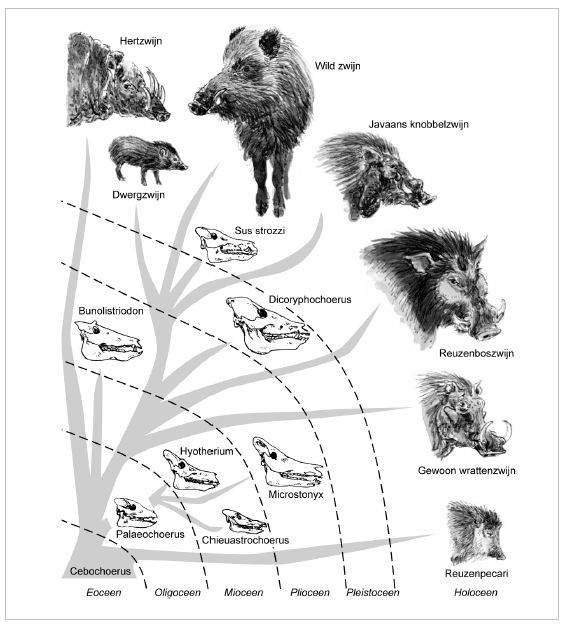 Hertzwijn
Wild zwijn
Javaans knobbelzwijn
Dwergzwijn
Sus strozzi
Dicoryphochoerus
Bunolistriodon
Reuzenboszwijn
Hyotherium
Gewoon wrattenzwijn
Microstonyx
Palaeochoerus
Chieuastrochoerus
Cebochoerus
Reuzenpecari
Eoceen Oligoceen Mioceen Plioceen Pleistoceen Holoceen